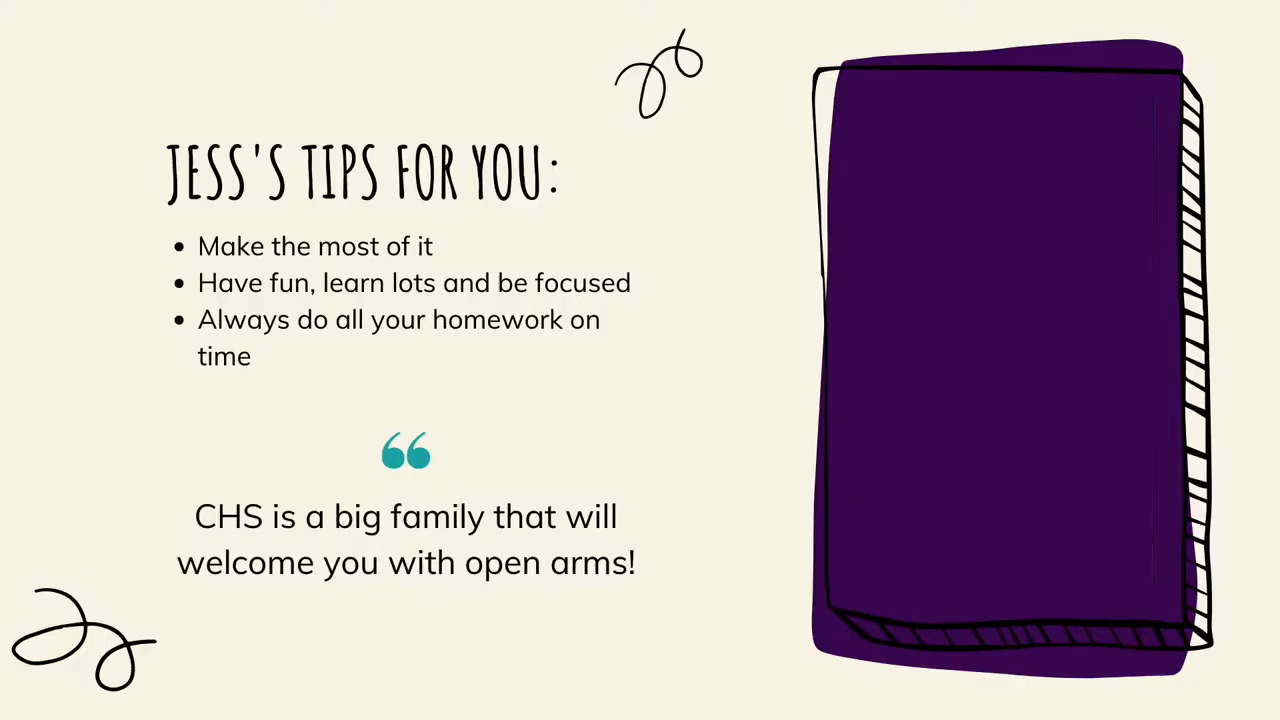 JESS'S TIPS FOR YOU:
• Make the most of it
• Have fun, learn lots and be focused
• Always do all your homework on
time
❝
CHS is a big family that will
welcome you with open arms!